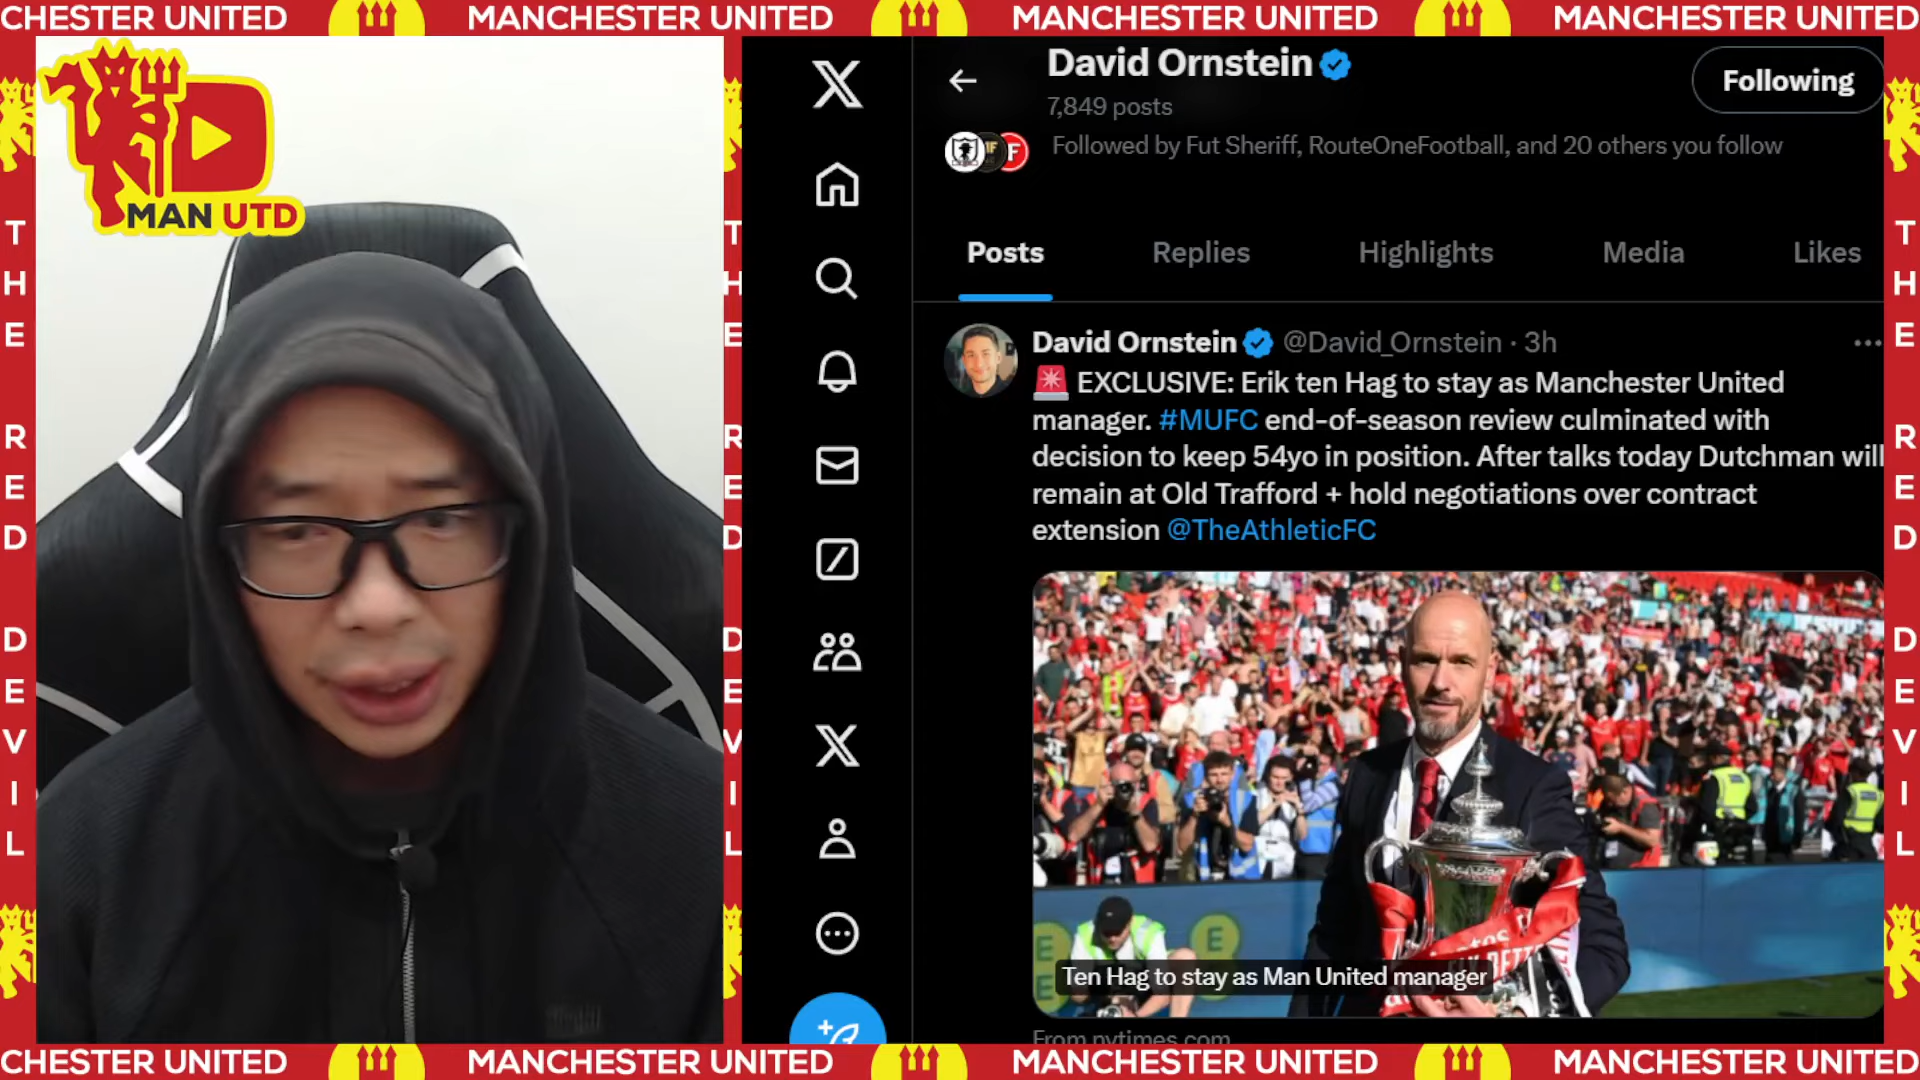 CHESTER UNITED
MANCHESTER UNITED
MANCHESTER UNITED
MANCHESTER UNITED
MAN UTD
THE RED DEVIL
THE RED DEVIL
THE RED DEVIL
David Ornstein
7,849 posts
Following
Followed by Fut Sheriff, RouteOneFootball, and 20 others you follow
Posts
Replies
Highlights
Media
Likes
David Ornstein @David_Ornstein · 3h
EXCLUSIVE: Erik ten Hag to stay as Manchester United
manager. #MUFC end-of-season review culminated with
decision to keep 54yo in position. After talks today Dutchman will
remain at Old Trafford + hold negotiations over contract
extension @TheAthleticFC
Ten Hag to stay as Man United manager
From nytimes.com
CHESTER UNITED
MANCHESTER UNITED
MANCHESTER UNITED
MANCHESTER UNITED